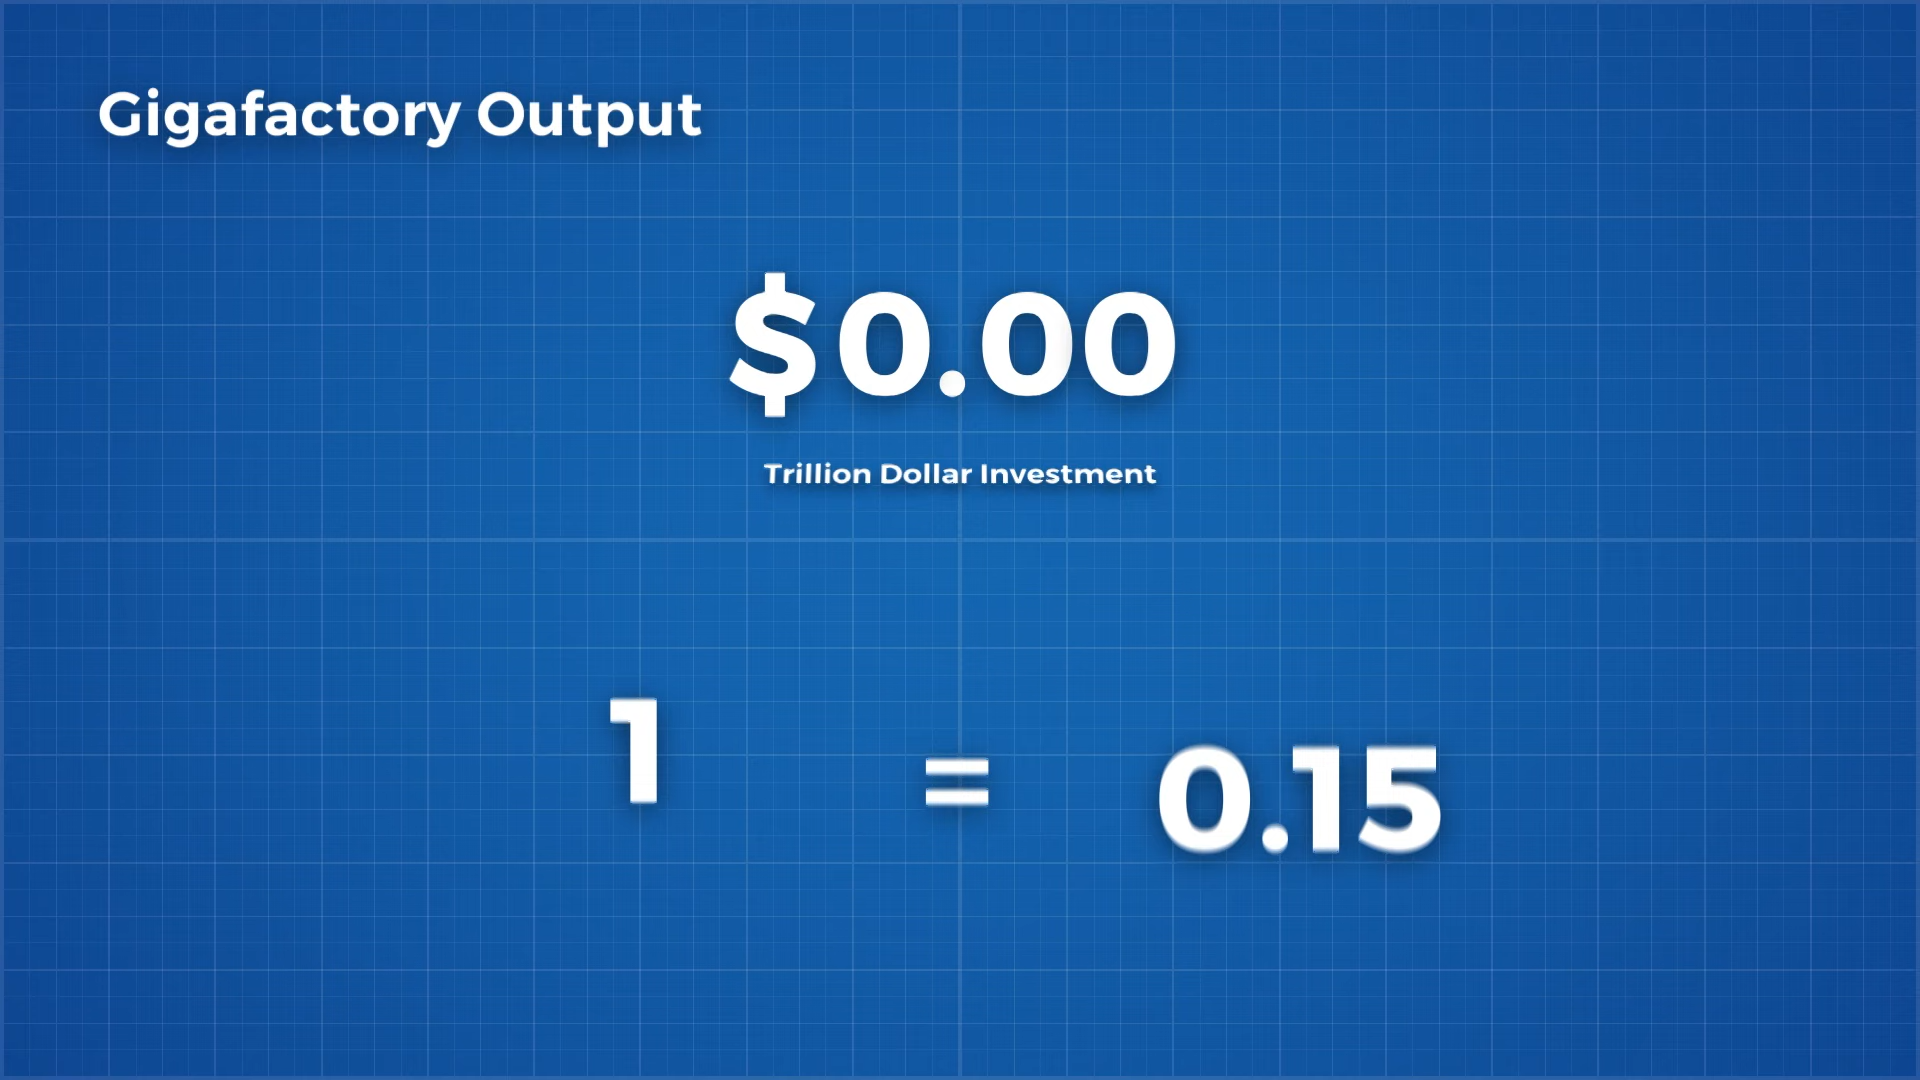 Gigafactory Output
$0.00
Trillion Dollar Investment
1 = 0.15